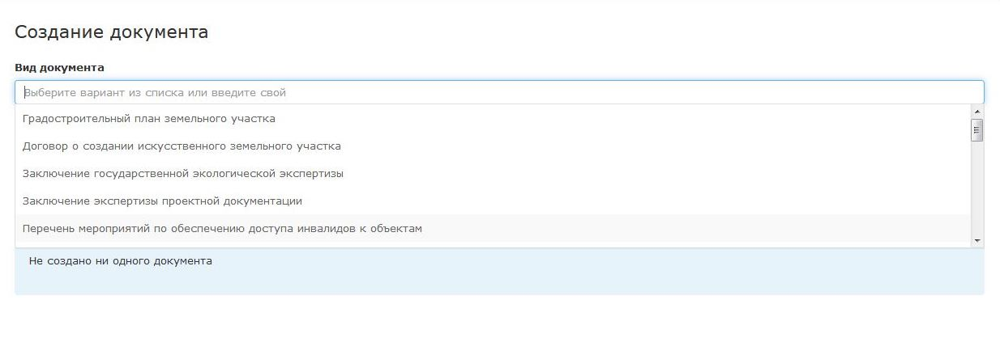 Создание документа
Вид документа
Выберите вариант из списка или введите свой
Градостроительный план земельного участка
Договор о создании искусственного земельного участка
Заключение государственной экологической экспертизы
Заключение экспертизы проектной документации
Перечень мероприятий по обеспечению доступа инвалидов к объектам
Не создано ни одного документа